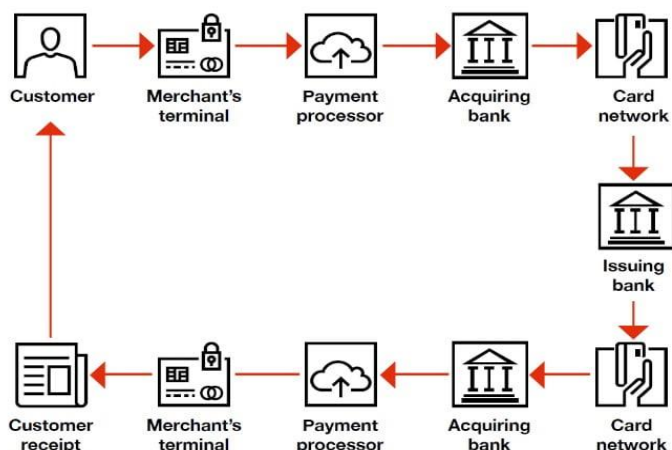 Customer
Merchant's
terminal
Payment
processor
Acquiring
bank
Card
network
Issuing
bank
Customer
receipt
Merchant's
terminal
Payment
processor
Acquiring
bank
Card
network